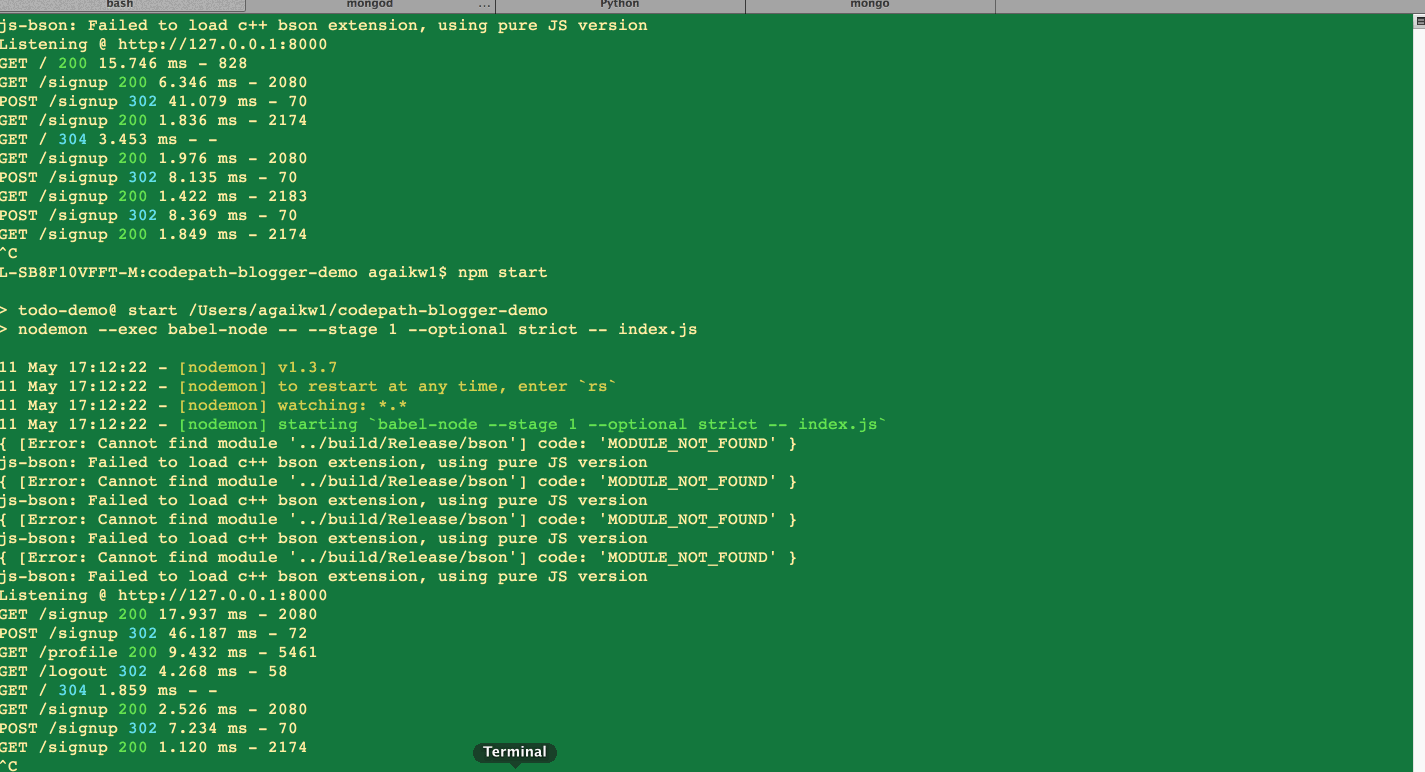 bash mongod ... Python mongo
js-bson: Failed to load c++ bson extension, using pure JS version
Listening @ http://127.0.0.1:8000
GET / 200 15.746 ms - 828
GET /signup 200 6.346 ms - 2080
POST /signup 302 41.079 ms - 70
GET /signup 200 1.836 ms - 2174
GET / 304 3.453 ms - -
GET /signup 200 1.976 ms - 2080
POST /signup 302 8.135 ms - 70
GET /signup 200 1.422 ms - 2183
POST /signup 302 8.369 ms - 70
GET /signup 200 1.849 ms - 2174
^C
L-SB8F10VFFT-M:codepath-blogger-demo agaikw1$ npm start
> todo-demo@ start /Users/agaikw1/codepath-blogger-demo
> nodemon --exec babel-node -- --stage 1 --optional strict -- index.js
11 May 17:12:22 - [nodemon] v1.3.7
11 May 17:12:22 - [nodemon] to restart at any time, enter `rs`
11 May 17:12:22 - [nodemon] watching: *.*
11 May 17:12:22 - [nodemon] starting `babel-node --stage 1 --optional strict -- index.js`
{ [Error: Cannot find module '../build/Release/bson'] code: 'MODULE_NOT_FOUND' }
js-bson: Failed to load c++ bson extension, using pure JS version
{ [Error: Cannot find module '../build/Release/bson'] code: 'MODULE_NOT_FOUND' }
js-bson: Failed to load c++ bson extension, using pure JS version
{ [Error: Cannot find module '../build/Release/bson'] code: 'MODULE_NOT_FOUND' }
js-bson: Failed to load c++ bson extension, using pure JS version
{ [Error: Cannot find module '../build/Release/bson'] code: 'MODULE_NOT_FOUND' }
js-bson: Failed to load c++ bson extension, using pure JS version
Listening @ http://127.0.0.1:8000
GET /signup 200 17.937 ms - 2080
POST /signup 302 46.187 ms - 72
GET /profile 200 9.432 ms - 5461
GET /logout 302 4.268 ms - 58
GET / 304 1.859 ms - -
GET /signup 200 2.526 ms - 2080
POST /signup 302 7.234 ms - 70
GET /signup 200 1.120 ms - 2174
Terminal
^C